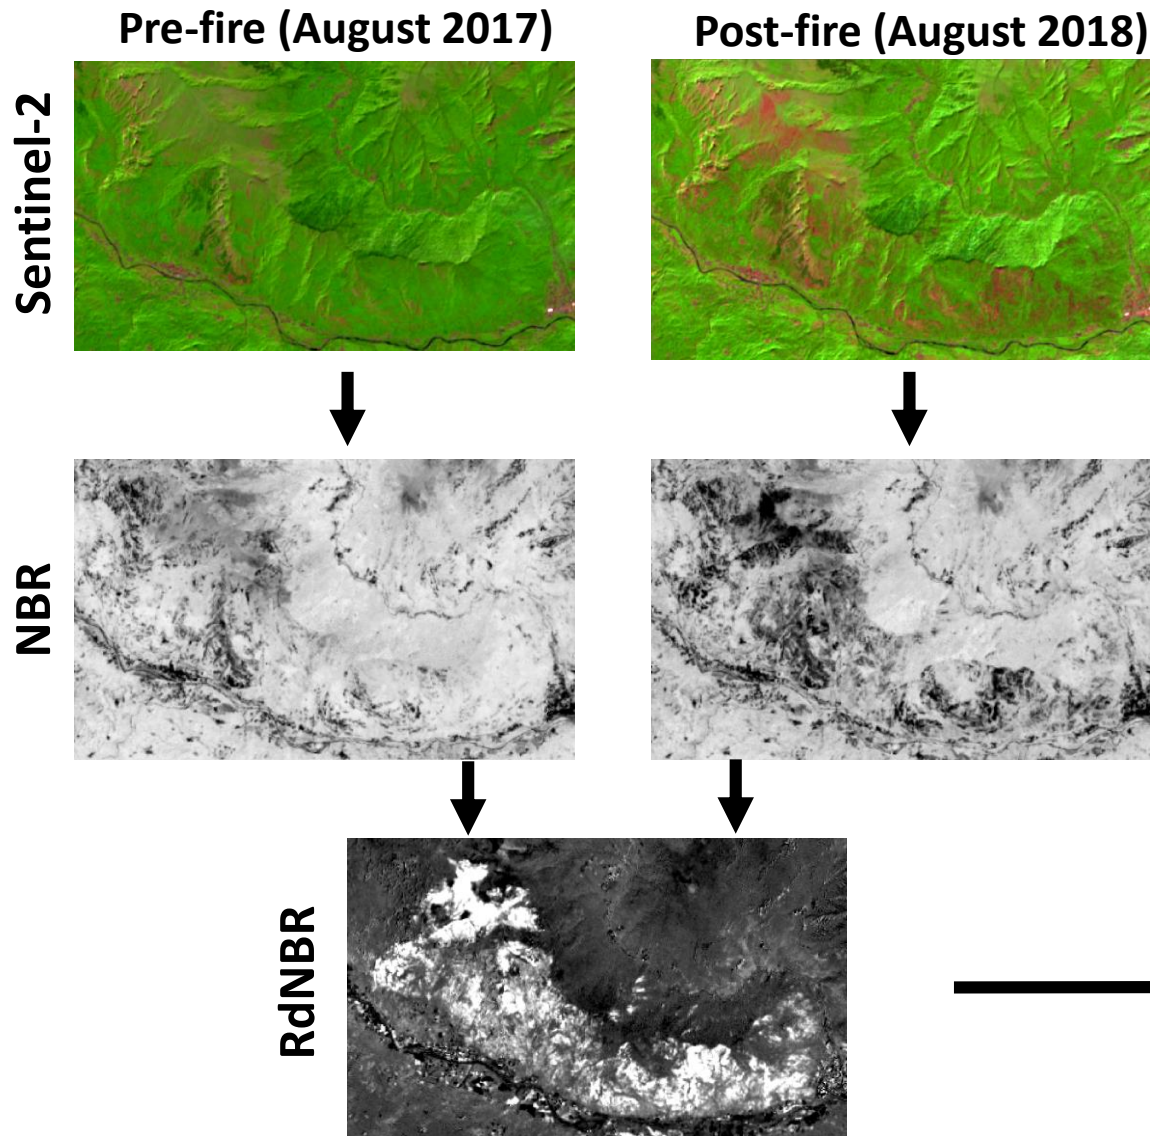 Pre-fire (August 2017)
Post-fire (August 2018)
Sentinel-2
NBR
RdNBR